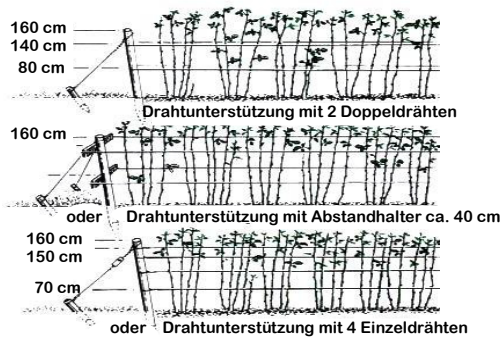 160 cm
140 cm
80 cm
Drahtunterstützung mit 2 Doppeldrähten
160 cm
oder Drahtunterstützung mit Abstandhalter ca. 40 cm
160 cm
150 cm
70 cm
oder Drahtunterstützung mit 4 Einzeldrähten